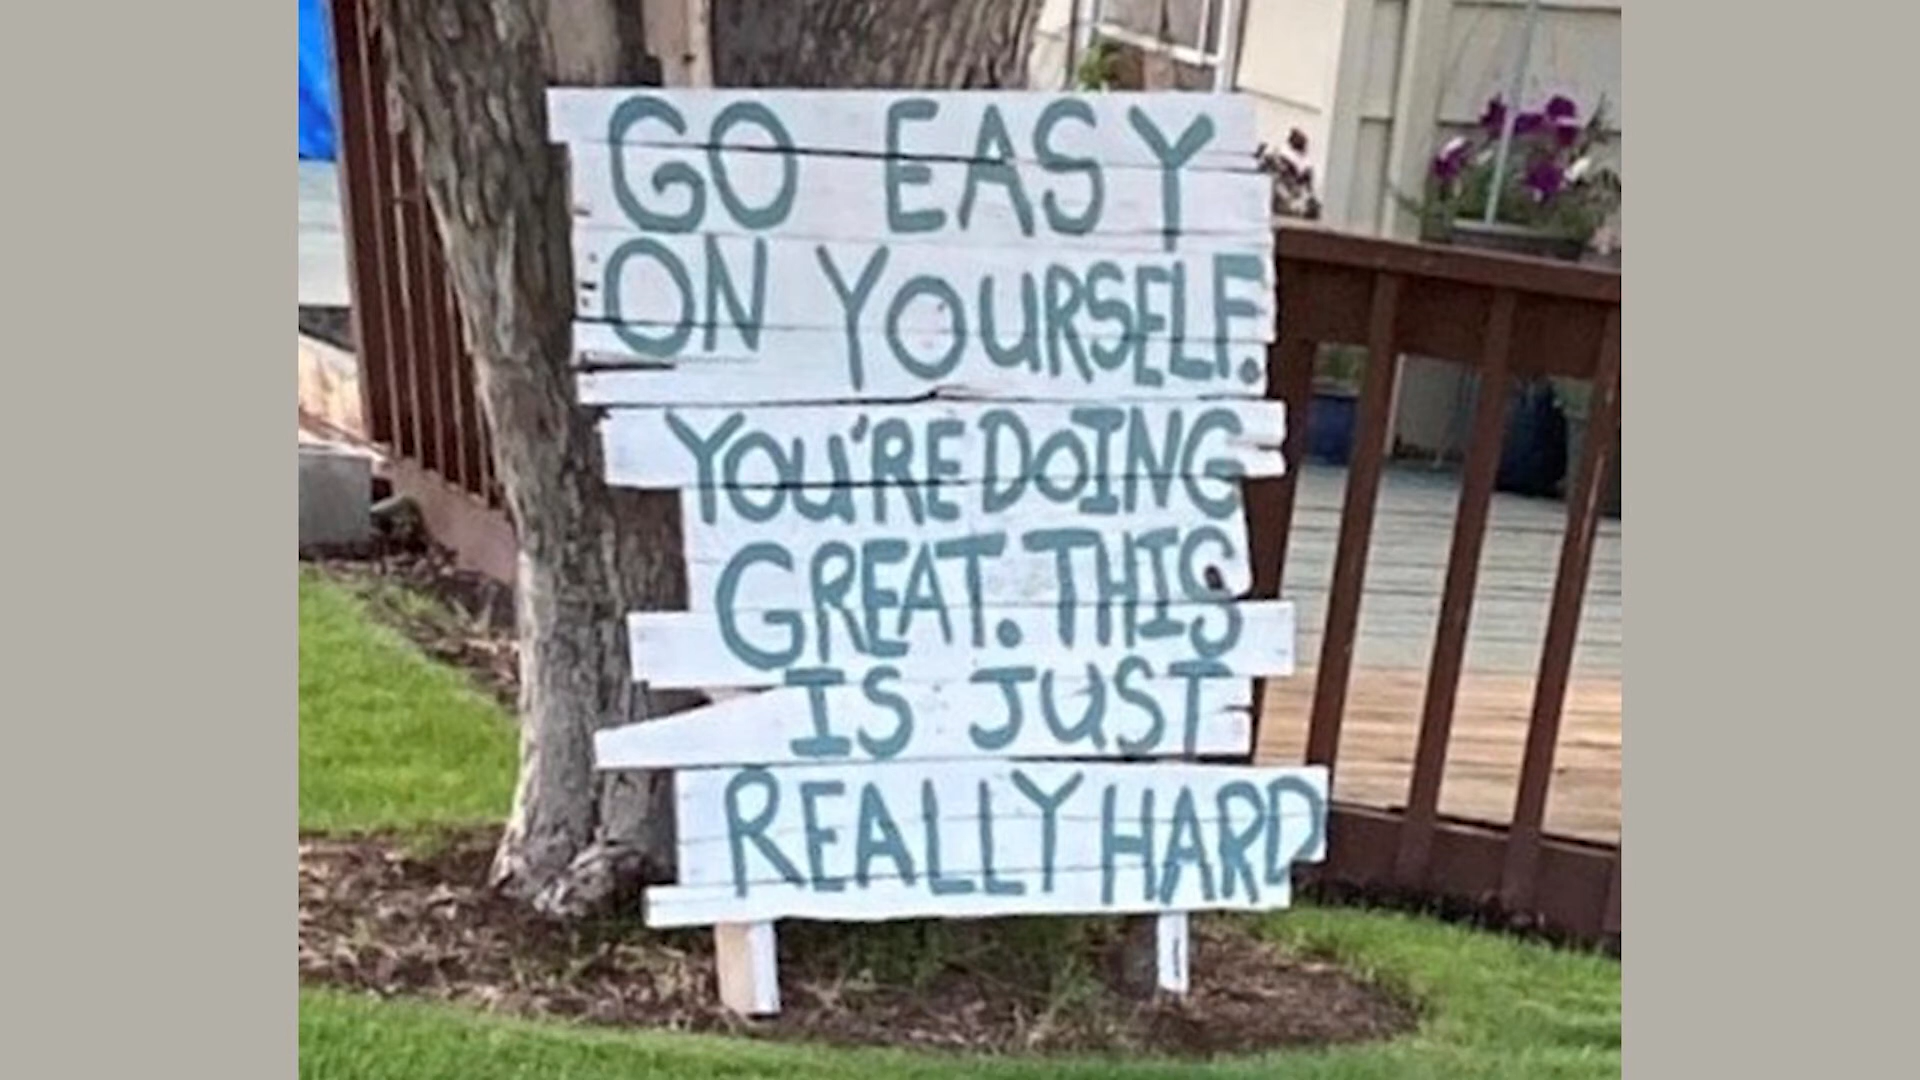 GO EASY
ON YOURSELF.
YOU'RE DOING
GREAT. THIS
IS JUST
REALLY HARD